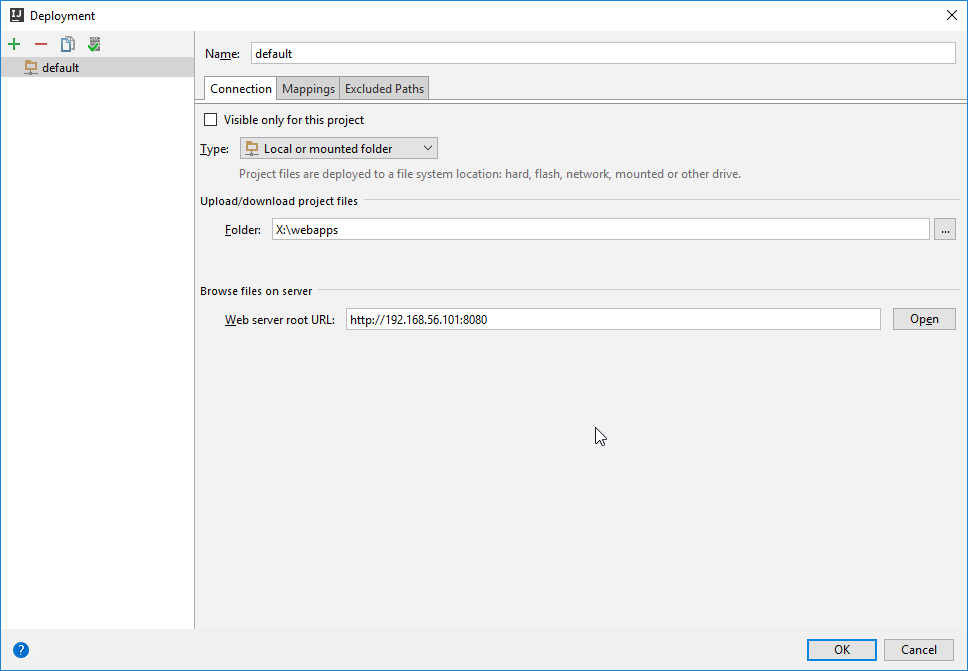 Deployment
default
Name: default
Connection Mappings Excluded Paths
Visible only for this project
Type: Local or mounted folder
Project files are deployed to a file system location: hard, flash, network, mounted or other drive.
Upload/download project files
Folder: X:\webapps ...
Browse files on server
Web server root URL: http://192.168.56.101:8080 Open
? OK Cancel